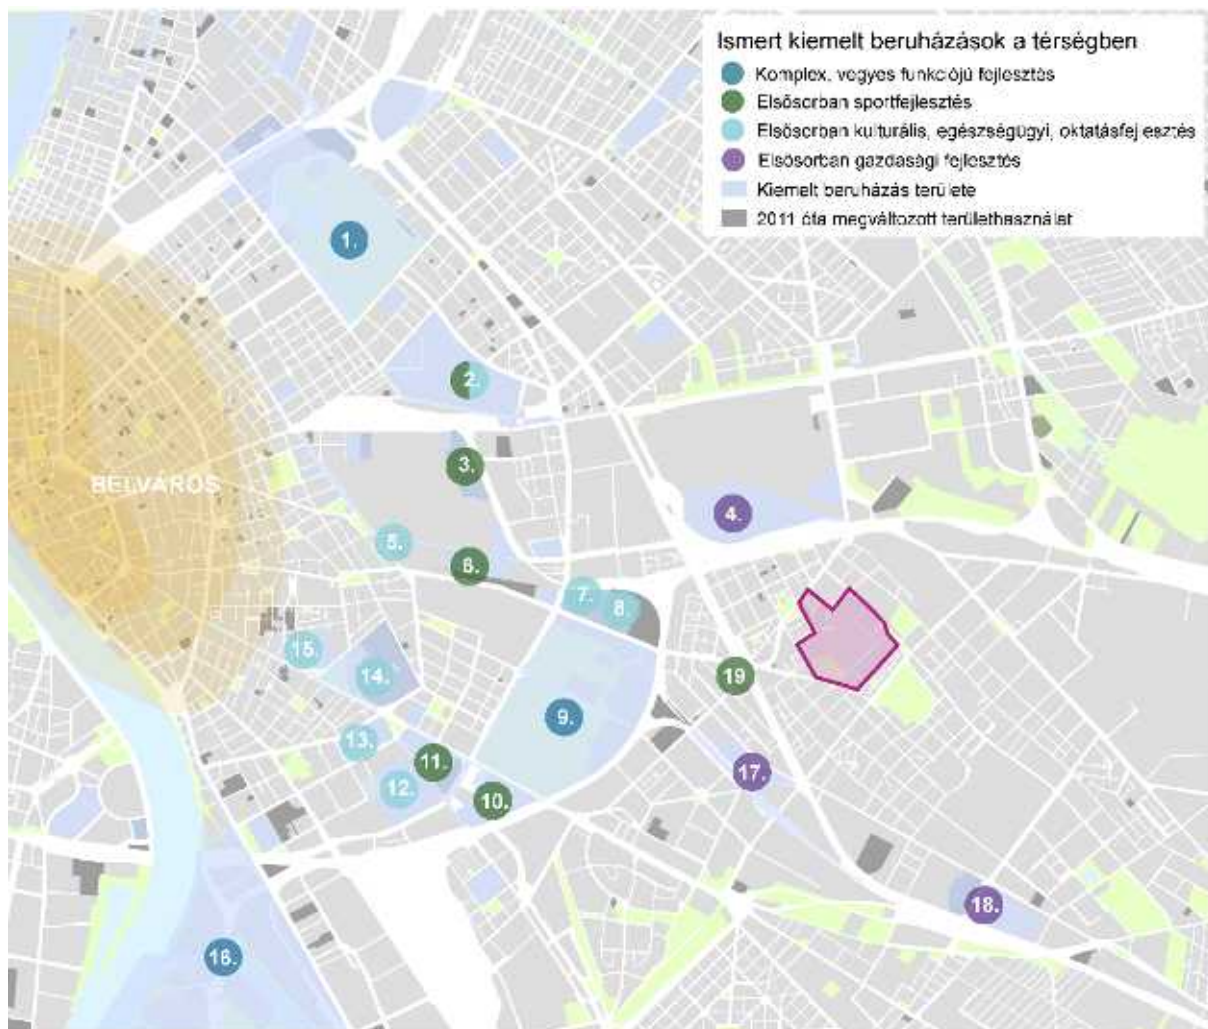 Ismert kiemelt beruházások a térségben
Komplex, vegyes funkciójú fejlesztés
Elsősorban sportfejlesztés
Elsősorban kulturális, egészségügyi, oktatásfejlesztés
Elsősorban gazdasági fejlesztés
Kiemelt beruházás területe
2011 óta megváltozott területhasználat
1.
2.
3.
BELVÁROS
4.
5.
6.
7.
8.
15.
14.
19
9.
13.
11.
17.
12.
10.
18.
16.